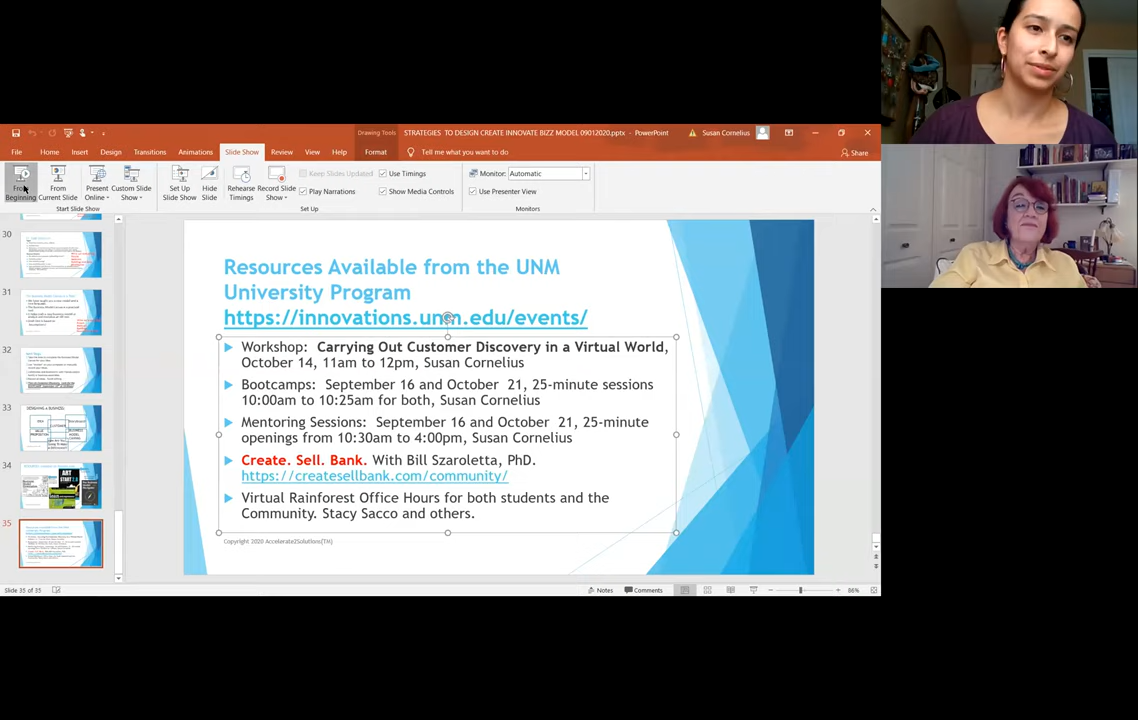 Drawing Tools
STRATEGIES TO DESIGN CREATE INNOVATE BIZZ MODEL 09012020.pptx - PowerPoint
Susan Cornelius
File Home Insert Design Transitions Animations Slide Show Review View Help Format Tell me what you want to do
Share
From Beginning
From Current Slide
Present Online
Custom Slide Show
Set Up Slide Show
Hide Slide
Rehearse Timings
Record Slide Show
Keep Slides Updated
Use Timings
Play Narrations
Show Media Controls
Monitor: Automatic
Use Presenter View
Start Slide Show
Set Up
Monitors
30
31
32
33
34
35
Resources Available from the UNM
University Program
https://innovations.unm.edu/events/
Workshop: Carrying Out Customer Discovery in a Virtual World,
October 14, 11am to 12pm, Susan Cornelius
Bootcamps: September 16 and October 21, 25-minute sessions
10:00am to 10:25am for both, Susan Cornelius
Mentoring Sessions: September 16 and October 21, 25-minute
openings from 10:30am to 4:00pm, Susan Cornelius
Create. Sell. Bank. With Bill Szaroletta, PhD.
https://createsellbank.com/community/
Virtual Rainforest Office Hours for both students and the
Community. Stacy Sacco and others.
Copyright 2020 Accelerate2Solutions(TM)
Slide 35 of 35
Notes
Comments
86%